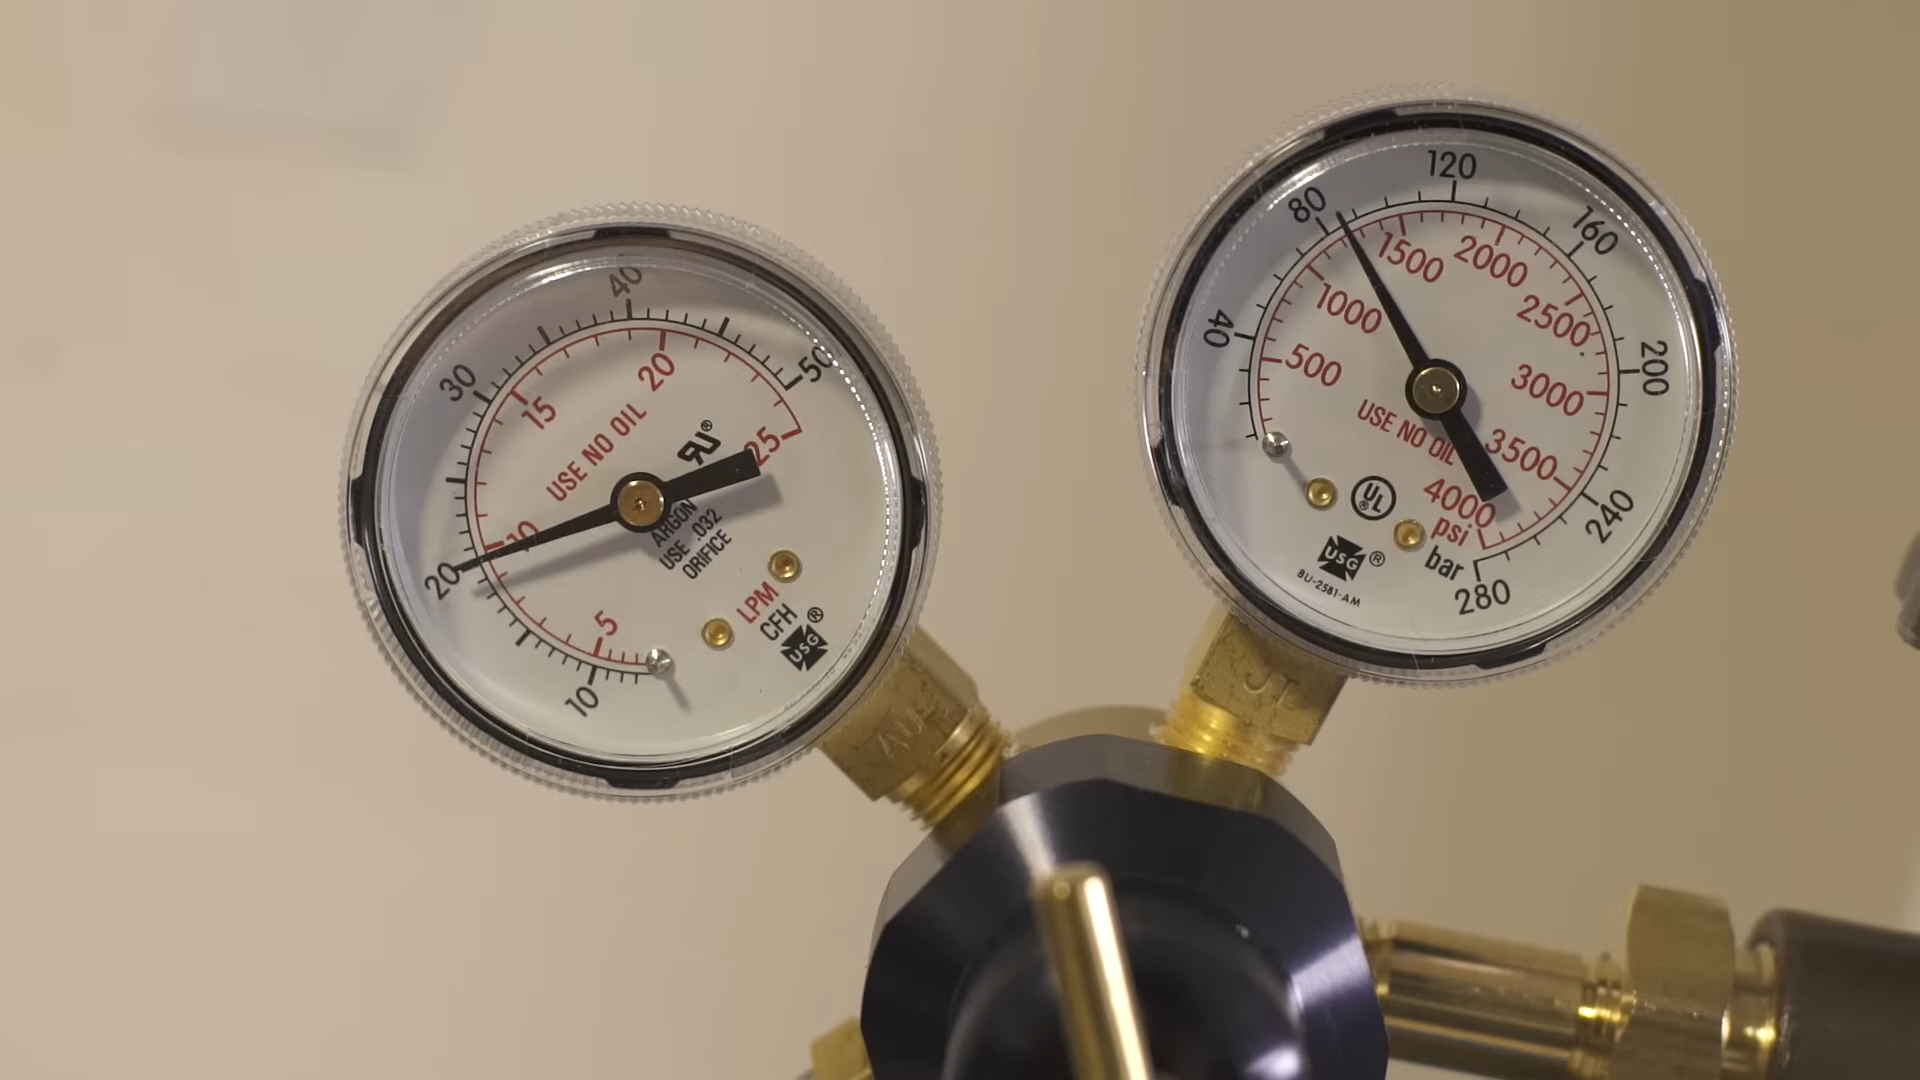 10
20
30
40
50
5
10
15
20
25
USE NO OIL
RU®
ARGON
USE .032
ORIFICE
LPM
CFH
USG®
40
80
120
160
200
240
280
500
1000
1500
2000
2500
3000
3500
4000
psi
bar
USE NO OIL
UL®
USG®
BU-2581-AM